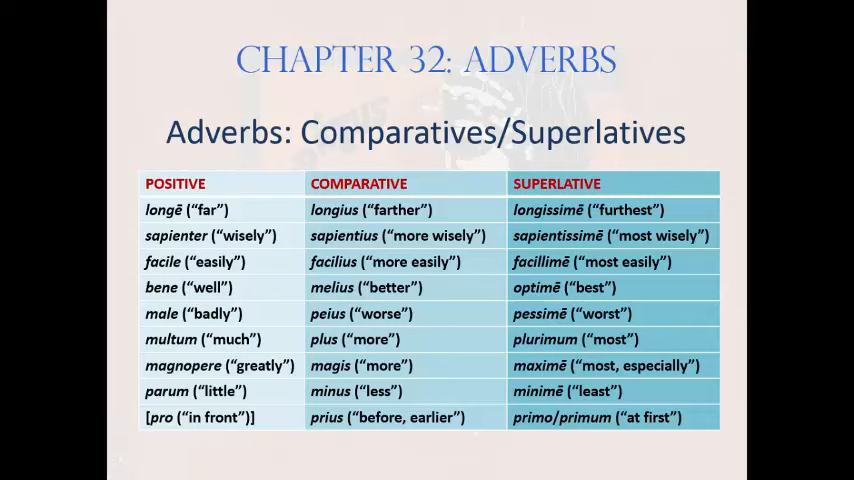 CHAPTER 32: ADVERBS
Adverbs: Comparatives/Superlatives
POSITIVE COMPARATIVE SUPERLATIVE
longē (“far”) longius (“farther”) longissimē (“furthest”)
sapienter (“wisely”) sapientius (“more wisely”) sapientissimē (“most wisely”)
facile (“easily”) facilius (“more easily”) facillimē (“most easily”)
bene (“well”) melius (“better”) optimē (“best”)
male (“badly”) peius (“worse”) pessimē (“worst”)
multum (“much”) plus (“more”) plurimum (“most”)
magnopere (“greatly”) magis (“more”) maximē (“most, especially”)
parum (“little”) minus (“less”) minimē (“least”)
[pro (“in front”)] prius (“before, earlier”) primo/primum (“at first”)